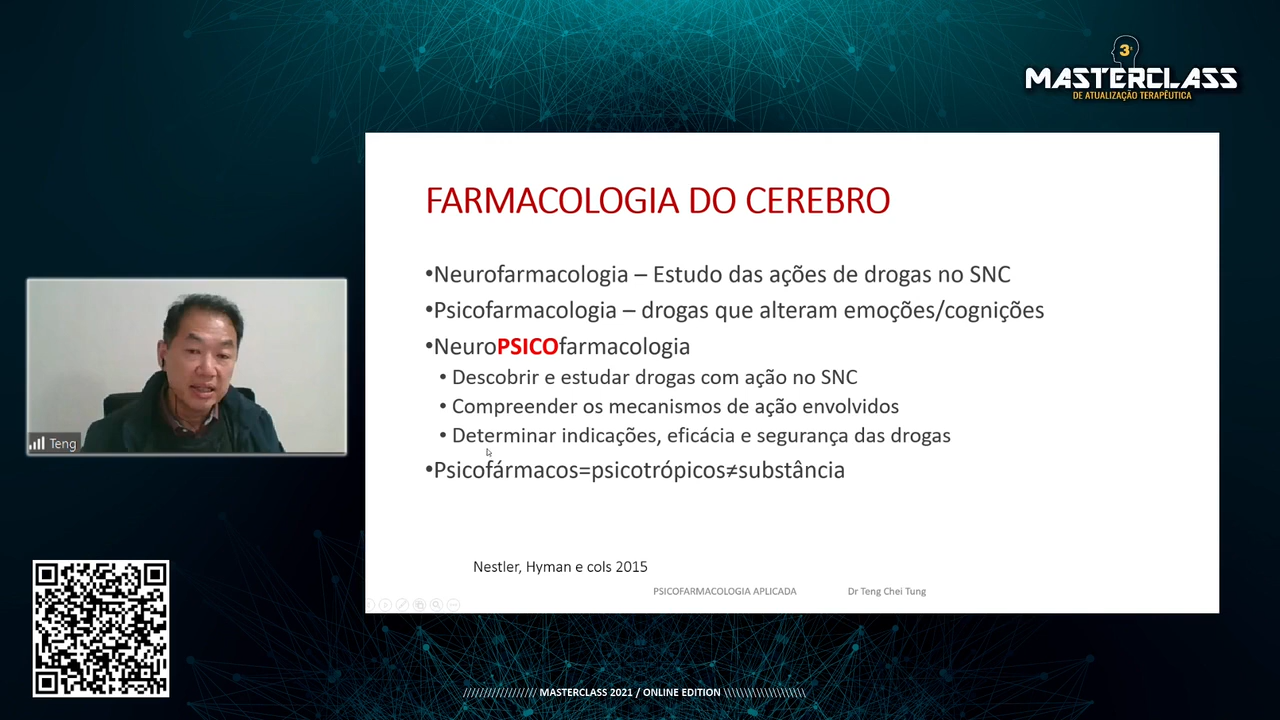 3ª
MASTERCLASS
DE ATUALIZAÇÃO TERAPÊUTICA
FARMACOLOGIA DO CEREBRO
•Neurofarmacologia – Estudo das ações de drogas no SNC
•Psicofarmacologia – drogas que alteram emoções/cognições
•NeuroPSICOfarmacologia
• Descobrir e estudar drogas com ação no SNC
• Compreender os mecanismos de ação envolvidos
• Determinar indicações, eficácia e segurança das drogas
•Psicofármacos=psicotrópicos≠substância
Nestler, Hyman e cols 2015
PSICOFARMACOLOGIA APLICADA
Dr Teng Chei Tung
Teng
/////////////////// MASTERCLASS 2021 / ONLINE EDITION \\\\\\\\\\\\\\\\\\\\